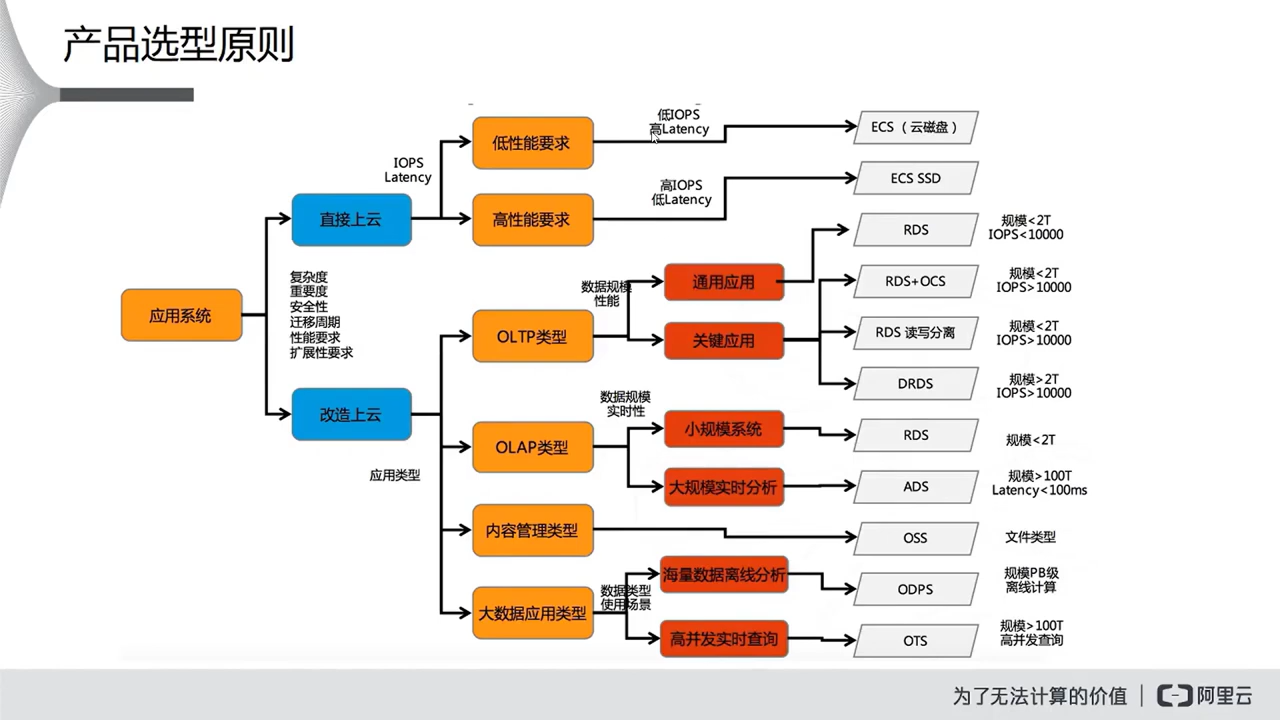 产品选型原则
低IOPS
高Latency
ECS（云磁盘）
低性能要求
IOPS
Latency
ECS SSD
高IOPS
低Latency
直接上云
高性能要求
RDS
规模<2T
IOPS<10000
复杂度
重要度
安全性
迁移周期
性能要求
扩展性要求
数据规模
性能
通用应用
RDS+OCS
规模<2T
IOPS>10000
应用系统
OLTP类型
关键应用
RDS 读写分离
规模<2T
IOPS>10000
DRDS
规模>2T
IOPS>10000
改造上云
数据规模
实时性
小规模系统
RDS
规模<2T
OLAP类型
应用类型
大规模实时分析
ADS
规模>100T
Latency<100ms
内容管理类型
OSS
文件类型
海量数据离线分析
ODPS
规模PB级
离线计算
数据类型
使用场景
大数据应用类型
高并发实时查询
OTS
规模>100T
高并发查询
为了无法计算的价值
阿里云